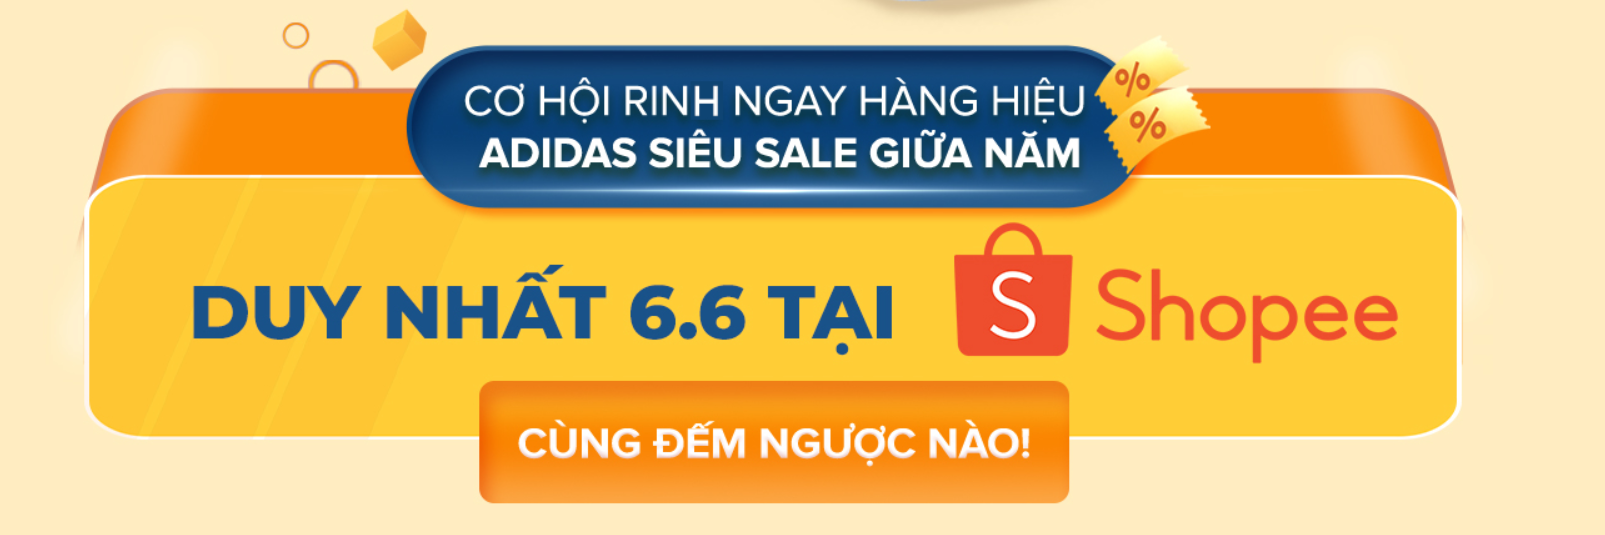 CƠ HỘI RINH NGAY HÀNG HIỆU
ADIDAS SIÊU SALE GIỮA NĂM
%
%
DUY NHẤT 6.6 TẠI S Shopee
CÙNG ĐẾM NGƯỢC NÀO!